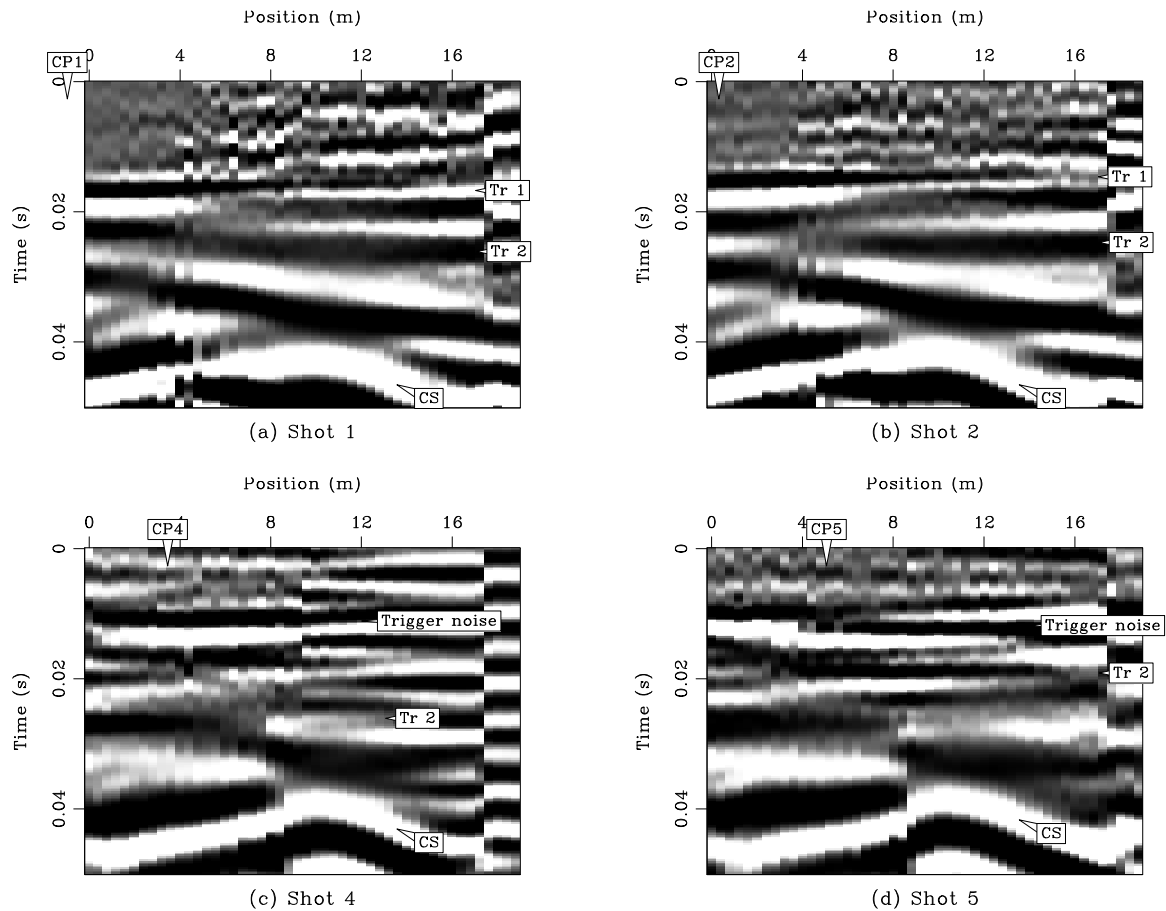 Position (m)
0 4 8 12 16
CP1
0
0.02
0.04
Time (s)
Tr 1
Tr 2
CS
(a) Shot 1
Position (m)
4 8 12 16
CP2
0
0.02
0.04
Time (s)
Tr 1
Tr 2
CS
(b) Shot 2
Position (m)
0 4 8 12 16
CP4
0
0.02
0.04
Time (s)
Trigger noise
Tr 2
CS
(c) Shot 4
Position (m)
0 4 8 12 16
CP5
0
0.02
0.04
Time (s)
Trigger noise
Tr 2
CS
(d) Shot 5